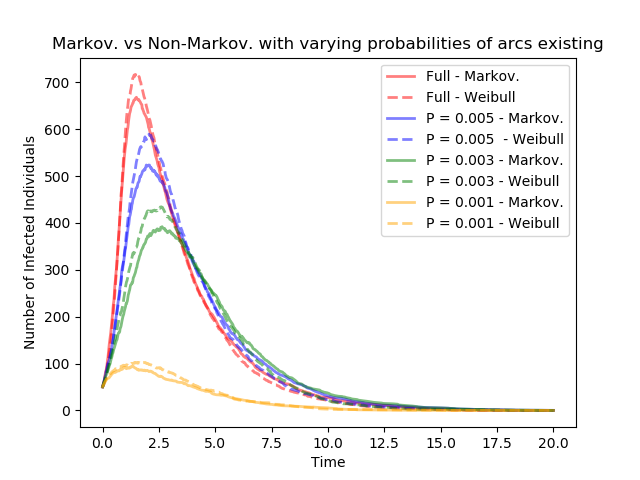 Markov. vs Non-Markov. with varying probabilities of arcs existing
Full - Markov.
Full - Weibull
P = 0.005 - Markov.
P = 0.005  - Weibull
P = 0.003 - Markov.
P = 0.003 - Weibull
P = 0.001 - Markov.
P = 0.001 - Weibull
Number of Infected Individuals
700
600
500
400
300
200
100
0
0.0 2.5 5.0 7.5 10.0 12.5 15.0 17.5 20.0
Time